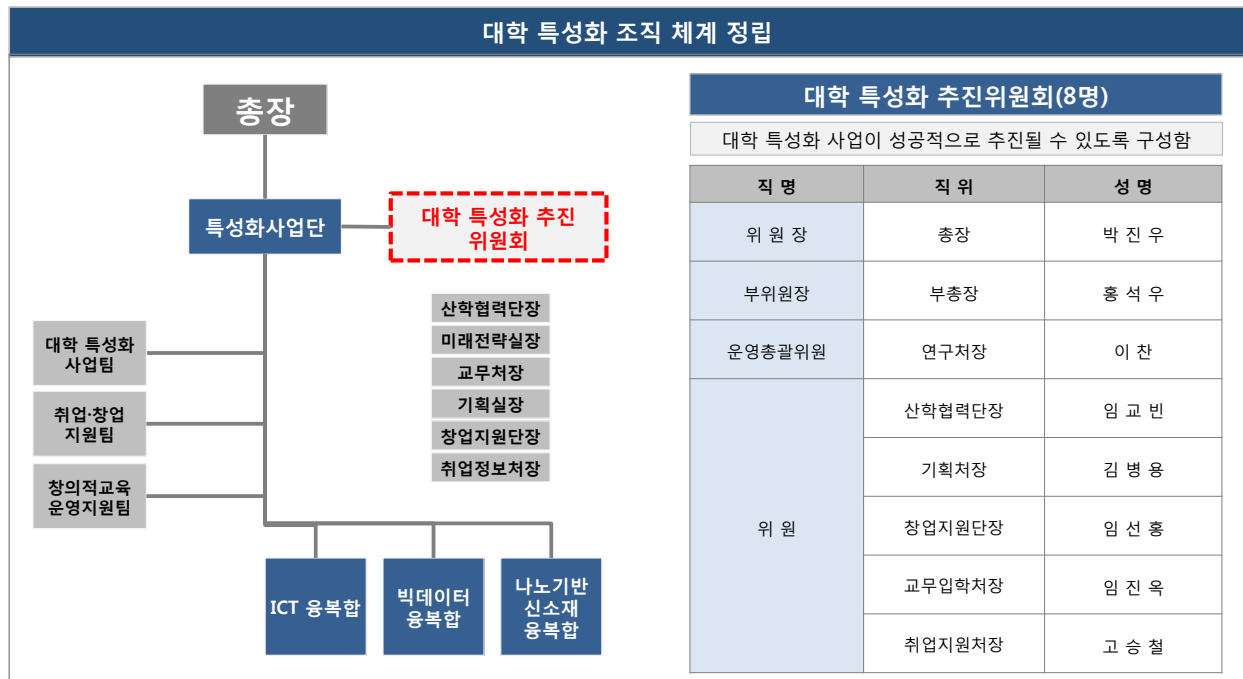 대학 특성화 조직 체계 정립
총장
특성화사업단
대학 특성화 추진
위원회
산학협력단장
미래전략실장
교무처장
기획실장
창업지원단장
취업정보처장
대학 특성화
사업팀
취업·창업
지원팀
창의적교육
운영지원팀
ICT 융복합
빅데이터
융복합
나노기반
신소재
융복합
대학 특성화 추진위원회(8명)
대학 특성화 사업이 성공적으로 추진될 수 있도록 구성함
직 명 직 위 성 명
위 원 장 총장 박 진 우
부위원장 부총장 홍 석 우
운영총괄위원 연구처장 이 찬
위 원 산학협력단장 임 교 빈
기획처장 김 병 용
창업지원단장 임 선 홍
교무입학처장 임 진 옥
취업지원처장 고 승 철